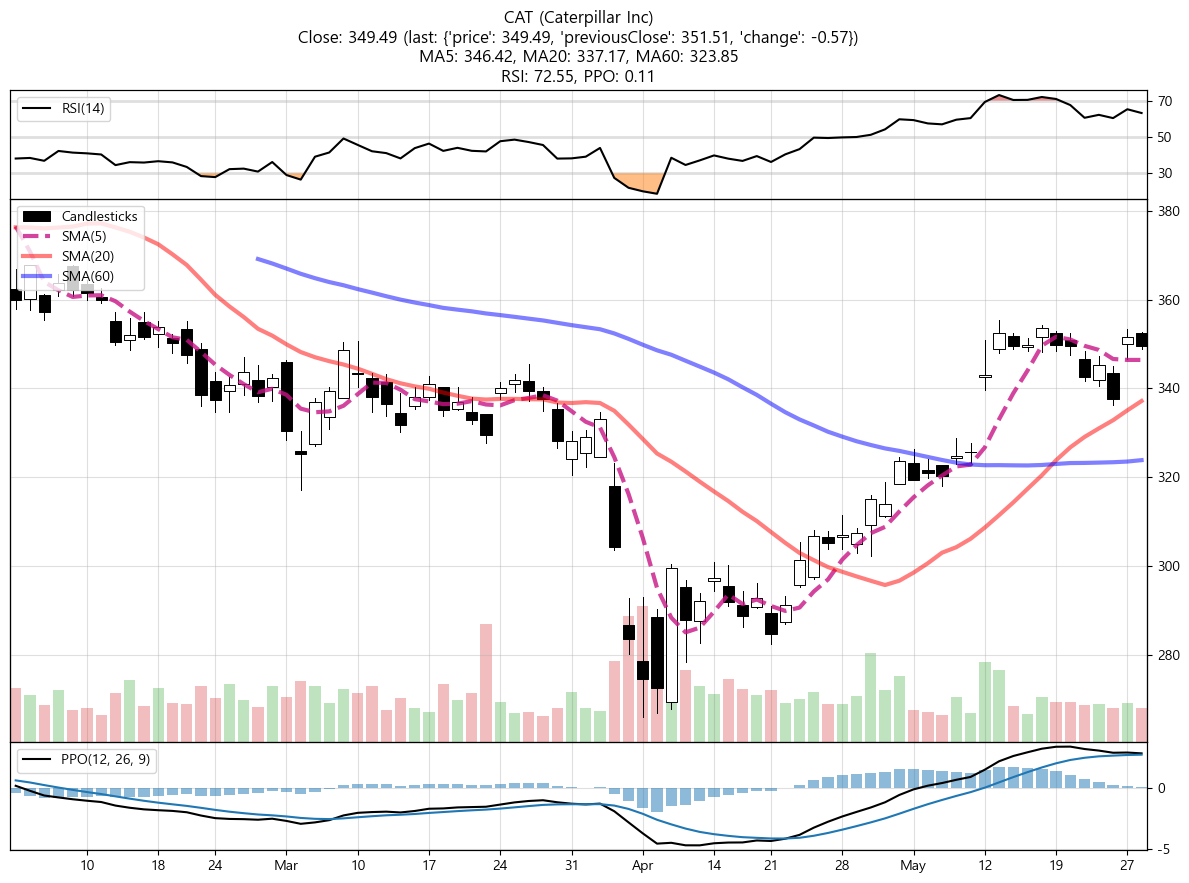 CAT (Caterpillar Inc)
Close: 349.49 (last: {'price': 349.49, 'previousClose': 351.51, 'change': -0.57})
MA5: 346.42, MA20: 337.17, MA60: 323.85
RSI: 72.55, PPO: 0.11
RSI(14)
70
50
30
Candlesticks
SMA(5)
SMA(20)
SMA(60)
380
360
340
320
300
280
PPO(12, 26, 9)
0
-5
10 18 24 Mar 10 17 24 31 Apr 14 21 28 May 12 19 27